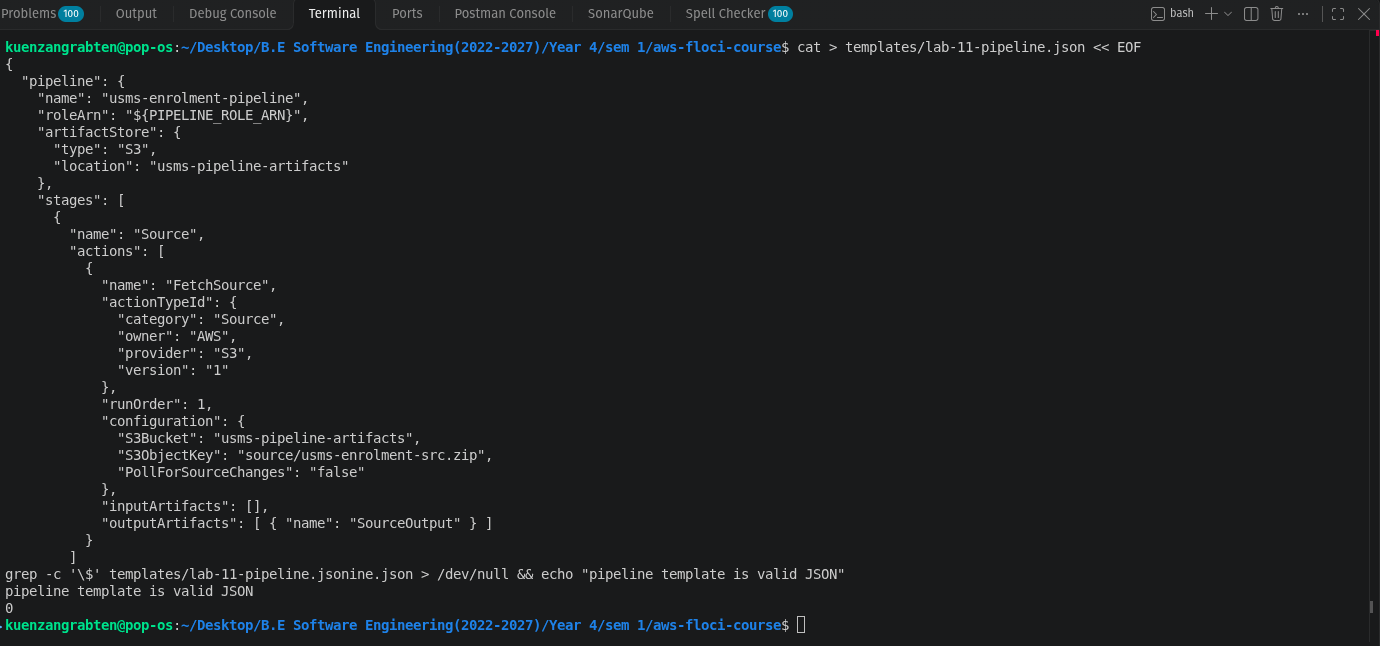 Problems 100 Output Debug Console Terminal Ports Postman Console SonarQube Spell Checker 100 bash
kuenzangrabten@pop-os:~/Desktop/B.E Software Engineering(2022-2027)/Year 4/sem 1/aws-floci-course$ cat > templates/lab-11-pipeline.json << EOF
{
  "pipeline": {
    "name": "usms-enrolment-pipeline",
    "roleArn": "${PIPELINE_ROLE_ARN}",
    "artifactStore": {
      "type": "S3",
      "location": "usms-pipeline-artifacts"
    },
    "stages": [
      {
        "name": "Source",
        "actions": [
          {
            "name": "FetchSource",
            "actionTypeId": {
              "category": "Source",
              "owner": "AWS",
              "provider": "S3",
              "version": "1"
            },
            "runOrder": 1,
            "configuration": {
              "S3Bucket": "usms-pipeline-artifacts",
              "S3ObjectKey": "source/usms-enrolment-src.zip",
              "PollForSourceChanges": "false"
            },
            "inputArtifacts": [],
            "outputArtifacts": [ { "name": "SourceOutput" } ]
          }
        ]
grep -c '\$' templates/lab-11-pipeline.jsonine.json > /dev/null && echo "pipeline template is valid JSON"
pipeline template is valid JSON
0
kuenzangrabten@pop-os:~/Desktop/B.E Software Engineering(2022-2027)/Year 4/sem 1/aws-floci-course$